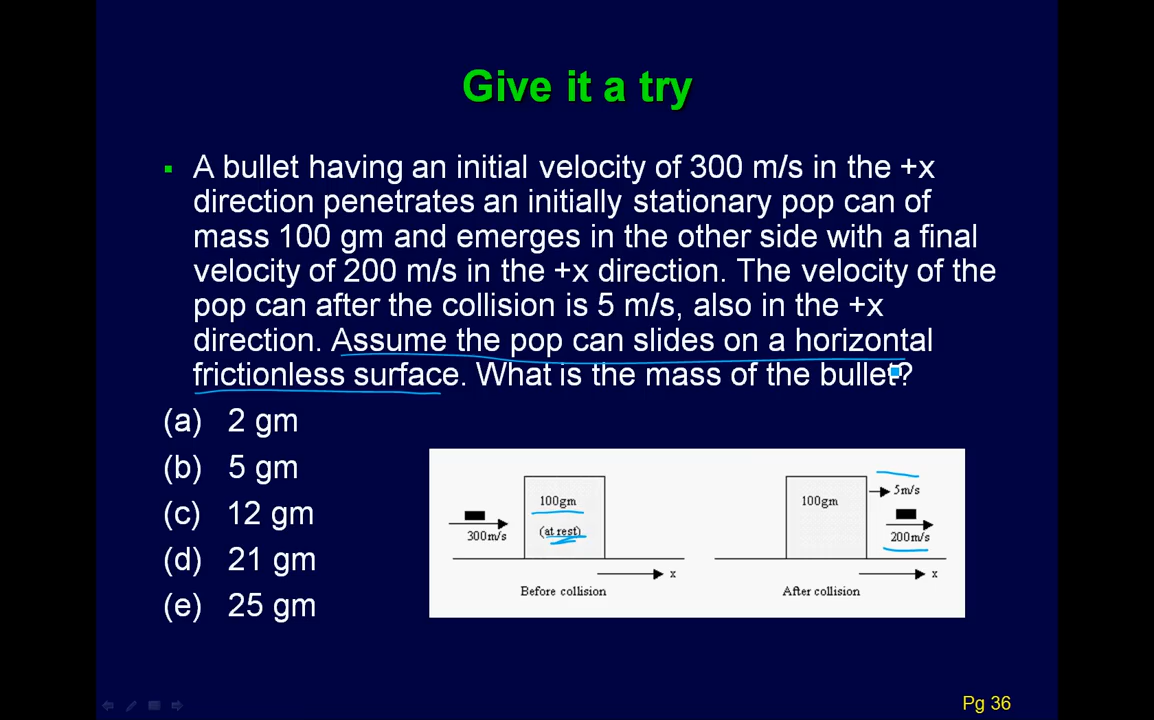 Give it a try
A bullet having an initial velocity of 300 m/s in the +x
direction penetrates an initially stationary pop can of
mass 100 gm and emerges in the other side with a final
velocity of 200 m/s in the +x direction. The velocity of the
pop can after the collision is 5 m/s, also in the +x
direction. Assume the pop can slides on a horizontal
frictionless surface. What is the mass of the bullet?
(a) 2 gm
(b) 5 gm
(c) 12 gm
(d) 21 gm
(e) 25 gm
100gm
(at rest)
300m/s
x
Before collision
100gm
5m/s
200m/s
x
After collision
Pg 36